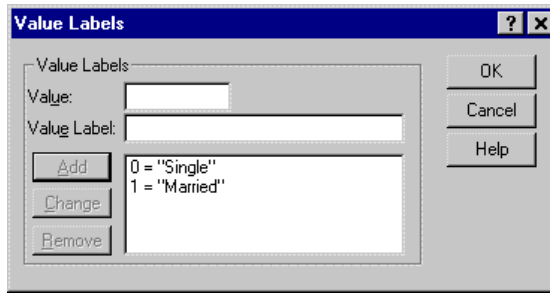 Value Labels
? x
Value Labels
Value:
Value Label:
Add
Change
Remove
0 = "Single"
1 = "Married"
OK
Cancel
Help